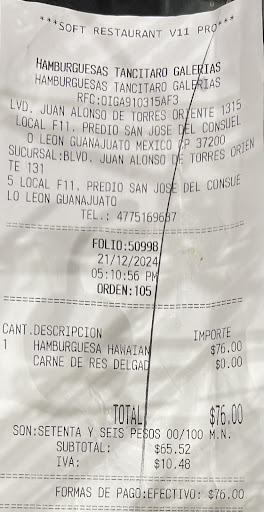 ***SOFT RESTAURANT V11 PRO***
HAMBURGUESAS TANCITARO GALERIAS
HAMBURGUESAS TANCITARO GALERIAS
RFC:DIGA910315AF3
LVD. JUAN ALONSO DE TORRES ORIENTE 1315
LOCAL F11. PREDIO SAN JOSE DEL CONSUEL
O LEON GUANAJUATO MEXICO CP 37200
SUCURSAL:BLVD. JUAN ALONSO DE TORRES ORIEN
TE 131
5 LOCAL F11. PREDIO SAN JOSE DEL CONSUE
LO LEON GUANAJUATO
TEL.: 4775169687
FOLIO:50998
21/12/2024
05:10:56 PM
ORDEN:105
CANT.DESCRIPCION IMPORTE
1 HAMBURGUESA HAWAIAN $76.00
CARNE DE RES DELGAD $0.00
TOTAL $76.00
SON:SETENTA Y SEIS PESOS 00/100 M.N.
SUBTOTAL: $65.52
IVA: $10.48
FORMAS DE PAGO:EFECTIVO: $76.00